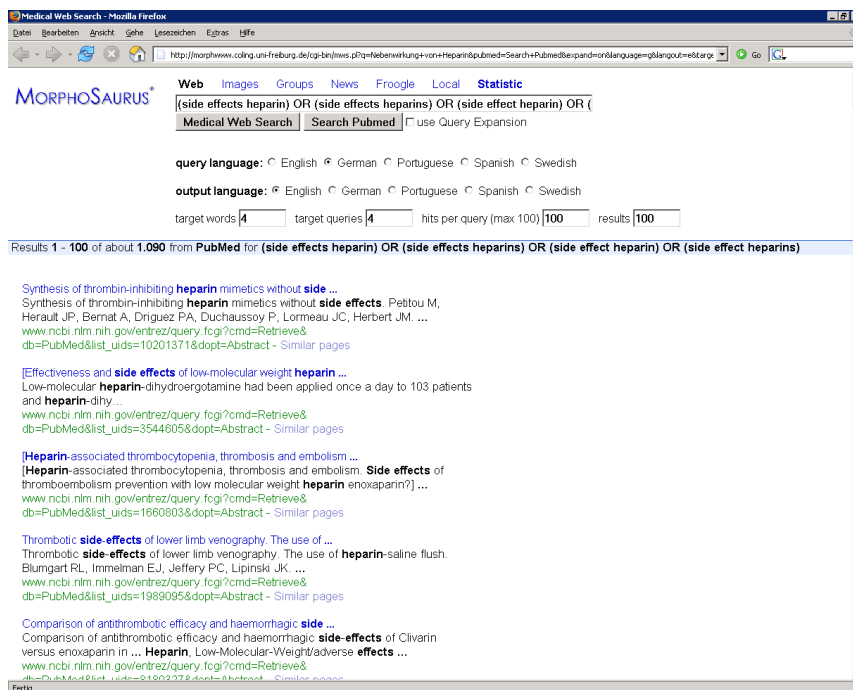 Medical Web Search - Mozilla Firefox
Datei Bearbeiten Ansicht Gehe Lesezeichen Extras Hilfe
http://morphwww.coling.uni-freiburg.de/cgi-bin/mws.pl?q=Nebenwirkung+von+Heparin&pubmed=Search+Pubmed&expand=on&language=g&langout=e&targe Go
MORPHOSAURUS*
Web Images Groups News Froogle Local Statistic
(side effects heparin) OR (side effects heparins) OR (side effect heparin) OR (
Medical Web Search Search Pubmed use Query Expansion
query language: English German Portuguese Spanish Swedish
output language: English German Portuguese Spanish Swedish
target words 4 target queries 4 hits per query (max 100) 100 results 100
Results 1 - 100 of about 1.090 from PubMed for (side effects heparin) OR (side effects heparins) OR (side effect heparin) OR (side effect heparins)
Synthesis of thrombin-inhibiting heparin mimetics without side ...
Synthesis of thrombin-inhibiting heparin mimetics without side effects. Petitou M,
Herault JP, Bernat A, Driguez PA, Duchaussoy P, Lormeau JC, Herbert JM. ...
www.ncbi.nlm.nih.gov/entrez/query.fcgi?cmd=Retrieve&
db=PubMed&list_uids=10201371&dopt=Abstract - Similar pages
[Effectiveness and side effects of low-molecular weight heparin ...
Low-molecular heparin-dihydroergotamine had been applied once a day to 103 patients
and heparin-dihy...
www.ncbi.nlm.nih.gov/entrez/query.fcgi?cmd=Retrieve&
db=PubMed&list_uids=3544605&dopt=Abstract - Similar pages
[Heparin-associated thrombocytopenia, thrombosis and embolism ...
[Heparin-associated thrombocytopenia, thrombosis and embolism. Side effects of
thromboembolism prevention with low molecular weight heparin enoxaparin?] ...
www.ncbi.nlm.nih.gov/entrez/query.fcgi?cmd=Retrieve&
db=PubMed&list_uids=1660803&dopt=Abstract - Similar pages
Thrombotic side-effects of lower limb venography. The use of ...
Thrombotic side-effects of lower limb venography. The use of heparin-saline flush.
Blumgart RL, Immelman EJ, Jeffery PC, Lipinski JK. ...
www.ncbi.nlm.nih.gov/entrez/query.fcgi?cmd=Retrieve&
db=PubMed&list_uids=1989095&dopt=Abstract - Similar pages
Comparison of antithrombotic efficacy and haemorrhagic side ...
Comparison of antithrombotic efficacy and haemorrhagic side-effects of Clivarin
versus enoxaparin in ... Heparin, Low-Molecular-Weight/adverse effects ...
www.ncbi.nlm.nih.gov/entrez/query.fcgi?cmd=Retrieve&
db=PubMed&list_uids=8180327&dopt=Abstract - Similar pages
Fertig